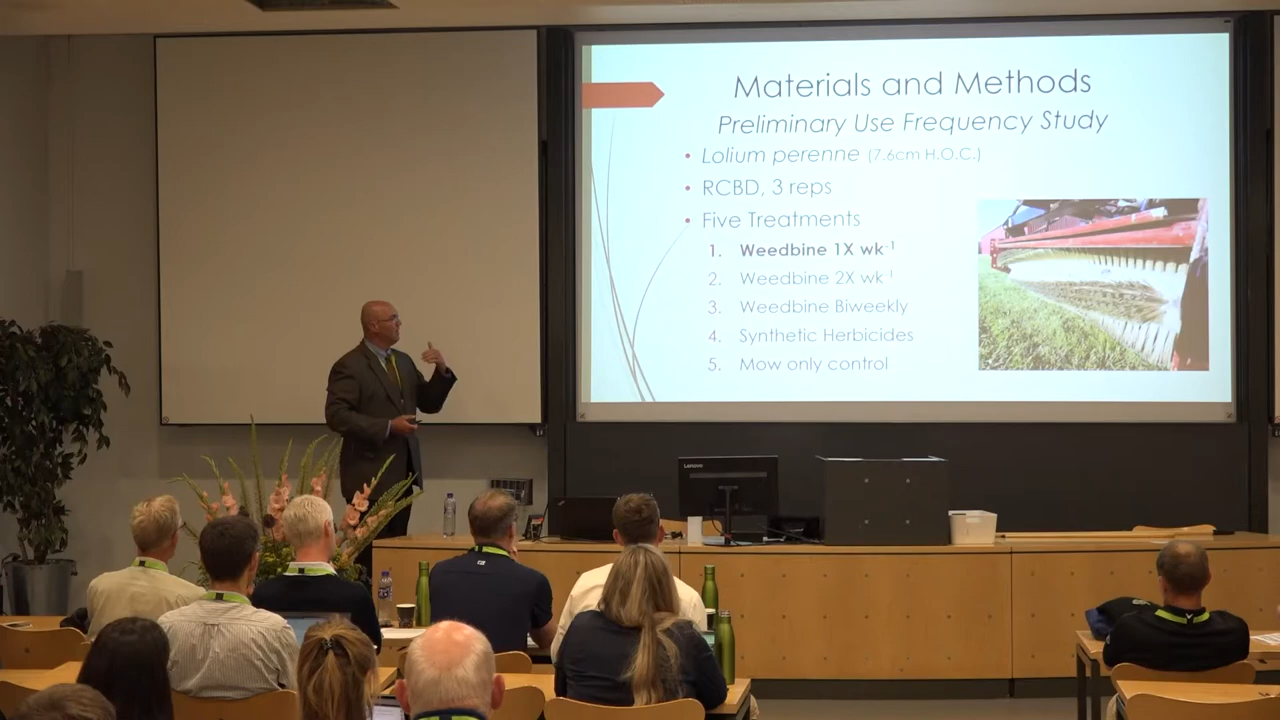 Materials and Methods
Preliminary Use Frequency Study
• Lolium perenne (7.6cm H.O.C.)
• RCBD, 3 reps
• Five Treatments
1. Weedbine 1X wk-1
2. Weedbine 2X wk-1
3. Weedbine Biweekly
4. Synthetic Herbicides
5. Mow only control
Lenovo